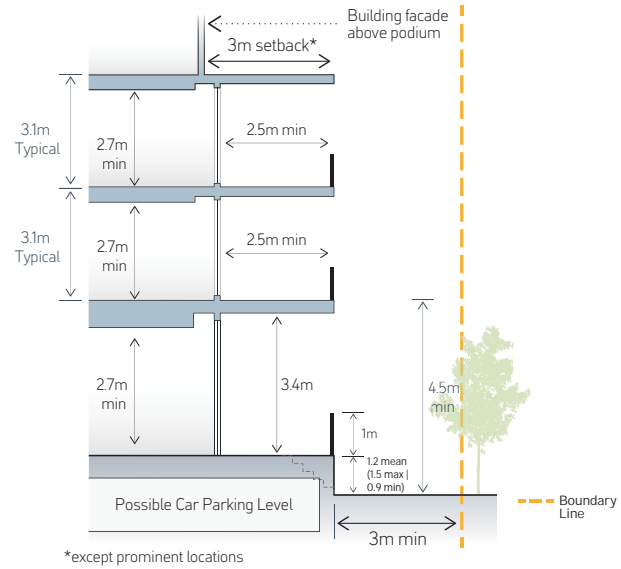 Building facade
above podium
3m setback*
3.1m
Typical
2.7m
min
2.5m min
3.1m
Typical
2.7m
min
2.5m min
2.7m
min
3.4m
4.5m
min
1m
1.2 mean
(1.5 max |
0.9 min)
Possible Car Parking Level
Boundary
Line
3m min
*except prominent locations